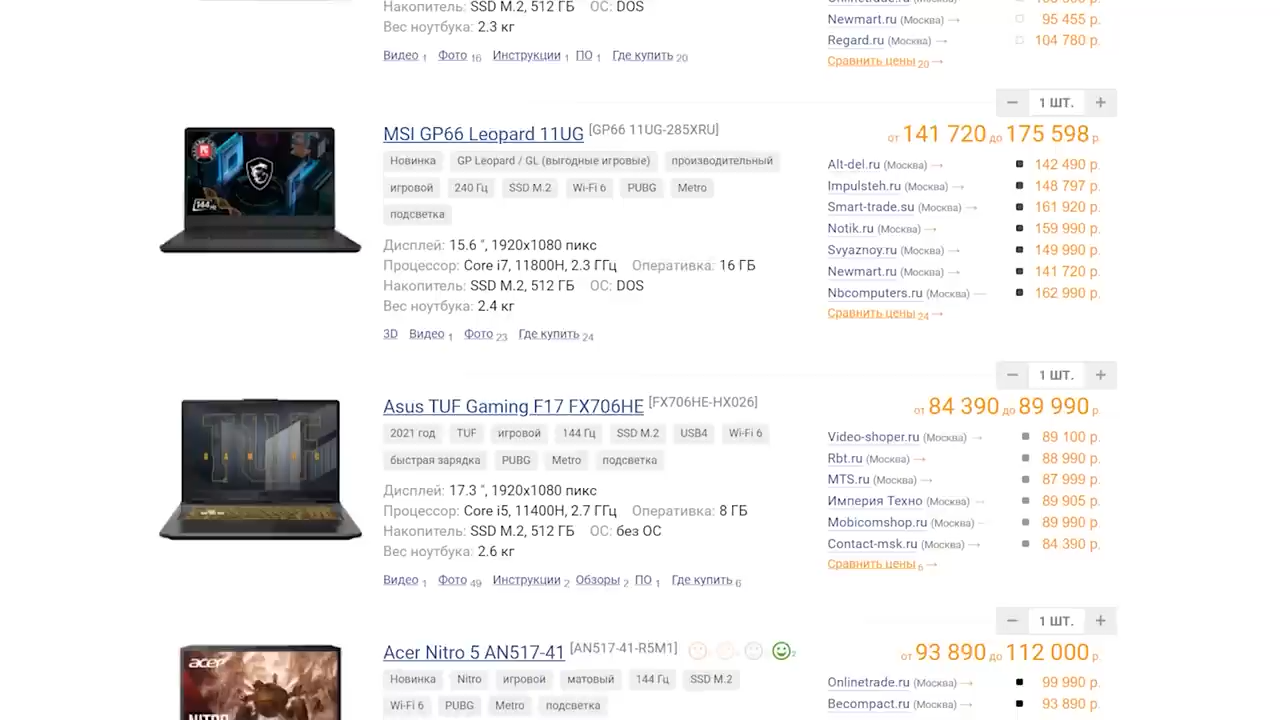 Накопитель: SSD M.2, 512 ГБ ОС: DOS
Вес ноутбука: 2.3 кг
Видео 1 Фото 16 Инструкции 1 ПО 1 Где купить 20
Newmart.ru (Москва) → 95 455 р.
Regard.ru (Москва) → 104 780 р.
Сравнить цены 20 →
− 1 ШТ. +
MSI GP66 Leopard 11UG [GP66 11UG-285XRU]
Новинка GP Leopard / GL (выгодные игровые) производительный
игровой 240 Гц SSD M.2 Wi-Fi 6 PUBG Metro
подсветка
Дисплей: 15.6 ", 1920x1080 пикс
Процессор: Core i7, 11800H, 2.3 ГГц Оперативка: 16 ГБ
Накопитель: SSD M.2, 512 ГБ ОС: DOS
Вес ноутбука: 2.4 кг
3D Видео 1 Фото 23 Где купить 24
от 141 720 до 175 598 р.
Alt-del.ru (Москва) → 142 490 р.
Impulsteh.ru (Москва) → 148 797 р.
Smart-trade.su (Москва) → 161 920 р.
Notik.ru (Москва) → 159 990 р.
Svyaznoy.ru (Москва) → 149 990 р.
Newmart.ru (Москва) → 141 720 р.
Nbcomputers.ru (Москва) → 162 990 р.
Сравнить цены 24 →
144
− 1 ШТ. +
Asus TUF Gaming F17 FX706HE [FX706HE-HX026]
2021 год TUF игровой 144 Гц SSD M.2 USB4 Wi-Fi 6
быстрая зарядка PUBG Metro подсветка
Дисплей: 17.3 ", 1920x1080 пикс
Процессор: Core i5, 11400H, 2.7 ГГц Оперативка: 8 ГБ
Накопитель: SSD M.2, 512 ГБ ОС: без ОС
Вес ноутбука: 2.6 кг
Видео 1 Фото 49 Инструкции 2 Обзоры 2 ПО 1 Где купить 6
от 84 390 до 89 990 р.
Video-shoper.ru (Москва) → 89 100 р.
Rbt.ru (Москва) → 88 990 р.
MTS.ru (Москва) → 87 999 р.
Империя Техно (Москва) → 89 905 р.
Mobicomshop.ru (Москва) → 89 990 р.
Contact-msk.ru (Москва) → 84 390 р.
Сравнить цены 6 →
TUF
− 1 ШТ. +
Acer Nitro 5 AN517-41 [AN517-41-R5M1] 2
Новинка Nitro игровой матовый 144 Гц SSD M.2
Wi-Fi 6 PUBG Metro подсветка
от 93 890 до 112 000 р.
Onlinetrade.ru (Москва) → 99 990 р.
Becompact.ru (Москва) → 93 890 р.
acer
NITRO